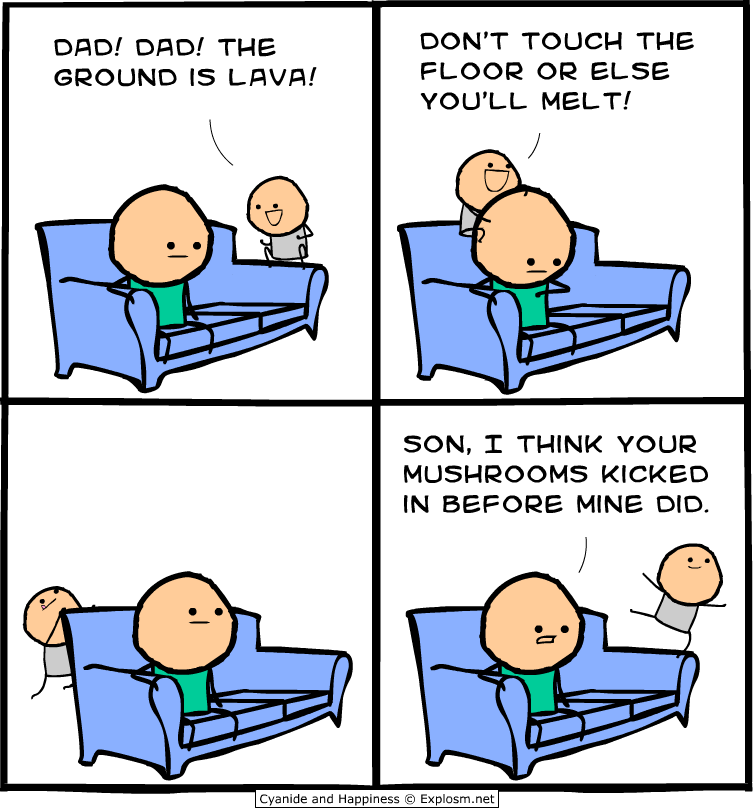 DAD! DAD! THE
GROUND IS LAVA!
DON'T TOUCH THE
FLOOR OR ELSE
YOU'LL MELT!
SON, I THINK YOUR
MUSHROOMS KICKED
IN BEFORE MINE DID.
Cyanide and Happiness © Explosm.net